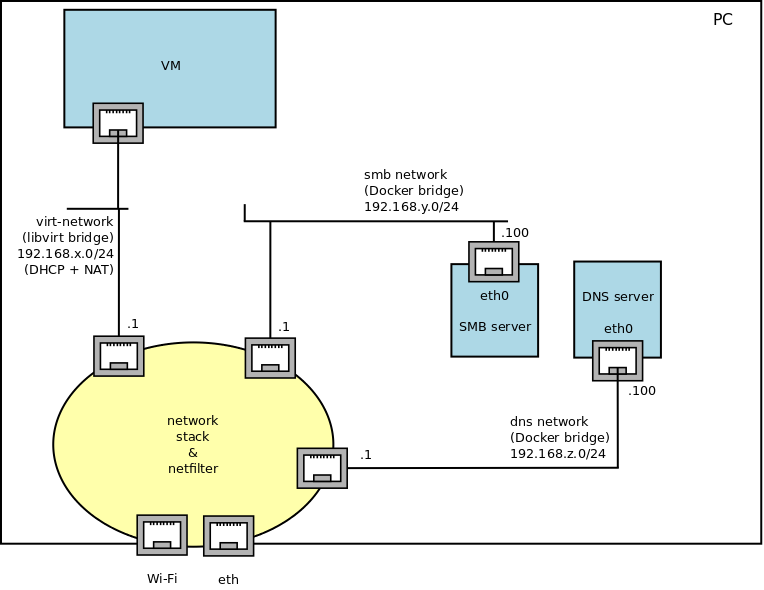 PC
VM
smb network
(Docker bridge)
192.168.y.0/24
virt-network
(libvirt bridge)
192.168.x.0/24
(DHCP + NAT)
.100
eth0
SMB server
DNS server
eth0
.1
.1
.100
network
stack
&
netfilter
dns network
(Docker bridge)
192.168.z.0/24
.1
Wi-Fi
eth